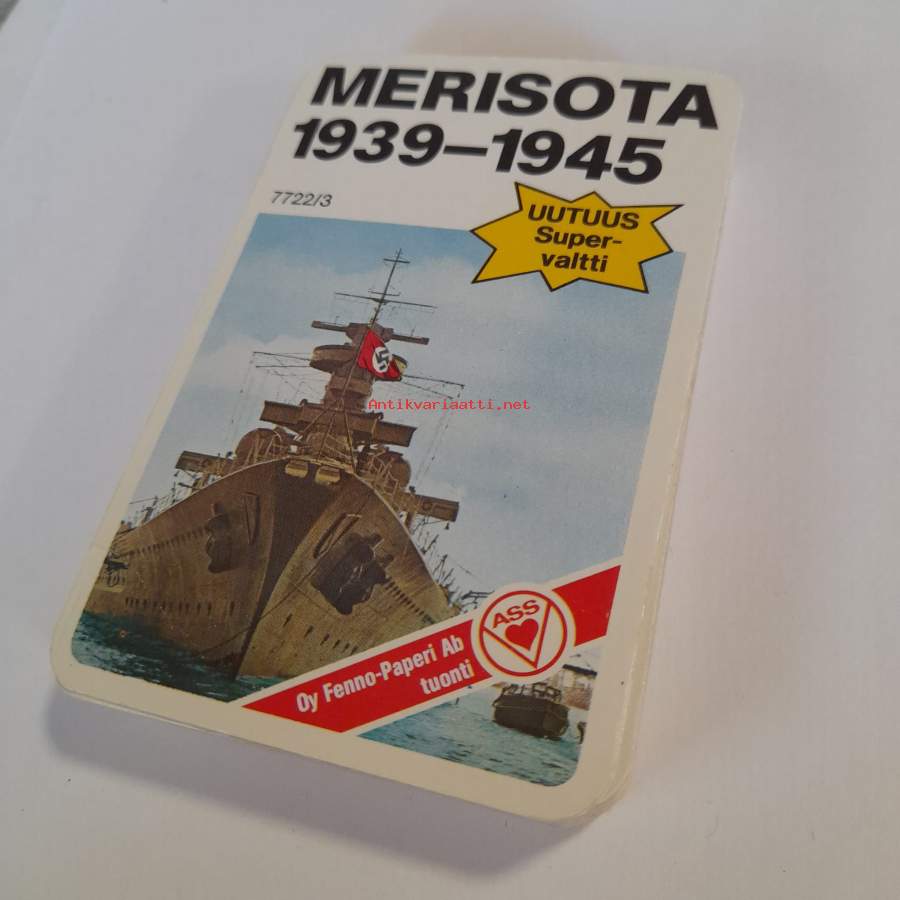 MERISOTA
1939–1945
7722/3
UUTUUS
Super-
valtti
Antikvariaatti.net
ASS
Oy Fenno-Paperi Ab
tuonti